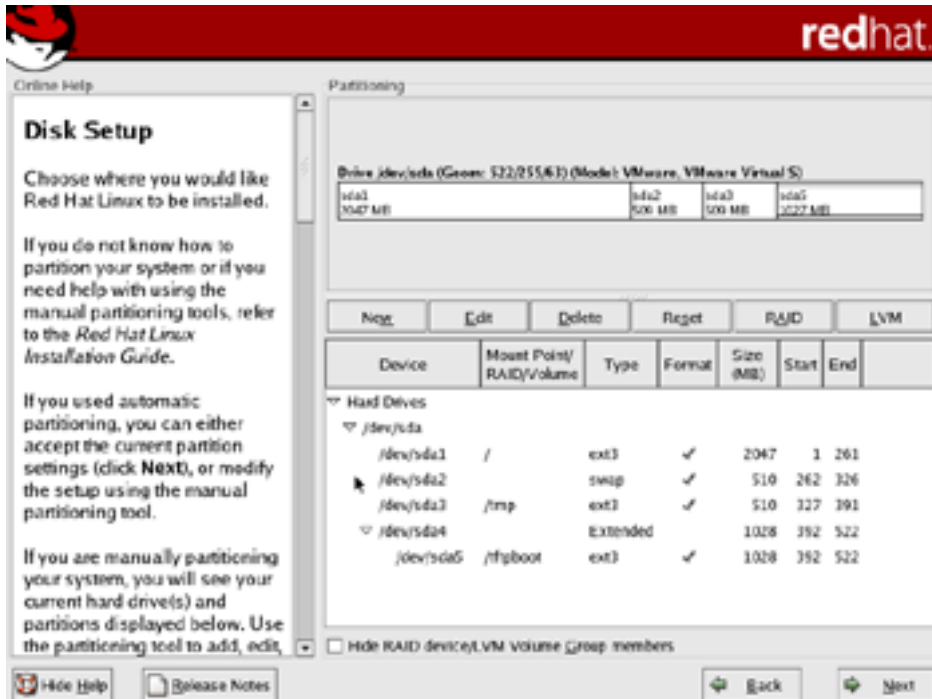 redhat.
Online Help
Disk Setup
Choose where you would like
Red Hat Linux to be installed.
If you do not know how to
partition your system or if you
need help with using the
manual partitioning tools, refer
to the Red Hat Linux
Installation Guide.
If you used automatic
partitioning, you can either
accept the current partition
settings (click Next), or modify
the setup using the manual
partitioning tool.
If you are manually partitioning
your system, you will see your
current hard drive(s) and
partitions displayed below. Use
the partitioning tool to add, edit,
Partitioning
Drive /dev/sda (Geom: 522/255/63) (Model: VMware, VMware Virtual S)
sda1 sda2 sda3 sda5
2047 MB 509 MB 509 MB 1027 MB
New Edit Delete Reset RAID LVM
Device Mount Point/ RAID/Volume Type Format Size (MB) Start End
Hard Drives
/dev/sda
/dev/sda1 / ext3 ✓ 2047 1 261
/dev/sda2 swap ✓ 510 262 326
/dev/sda3 /tmp ext3 ✓ 510 327 391
/dev/sda4 Extended 1028 392 522
/dev/sda5 /tftpboot ext3 ✓ 1028 392 522
Hide RAID device/LVM Volume Group members
Hide Help Release Notes Back Next